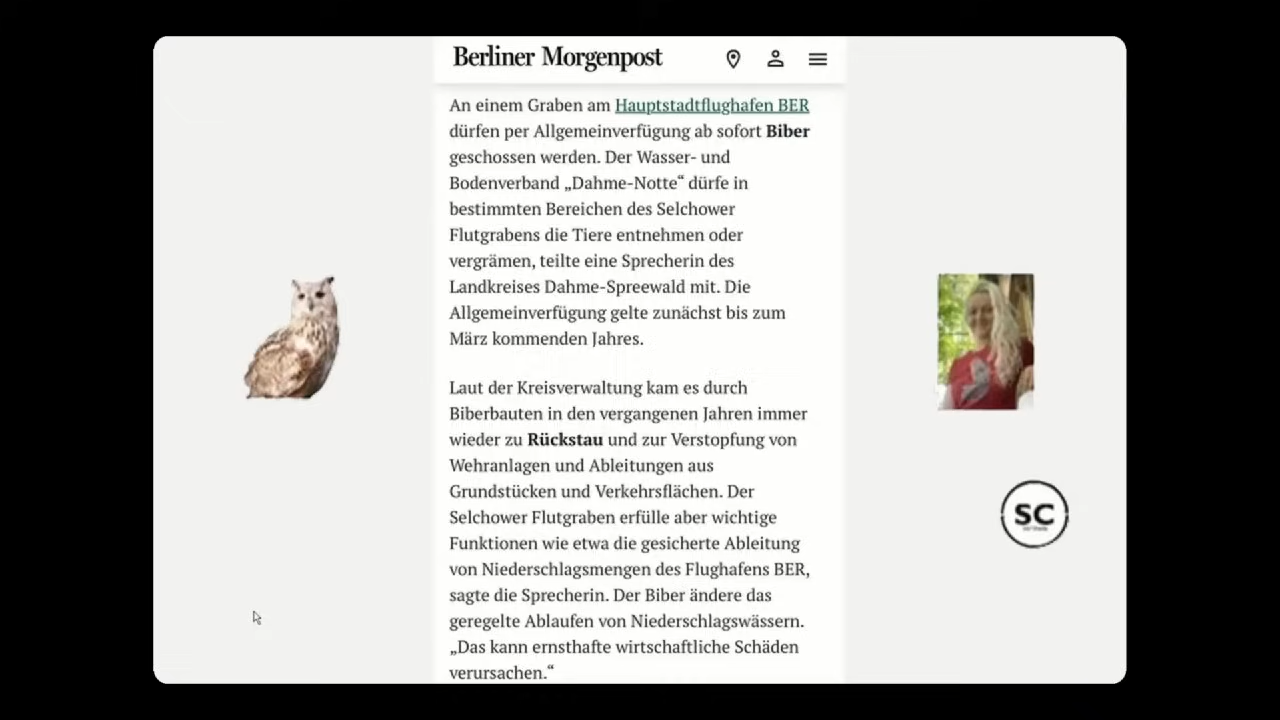 Berliner Morgenpost
An einem Graben am Hauptstadtflughafen BER
dürfen per Allgemeinverfügung ab sofort Biber
geschossen werden. Der Wasser- und
Bodenverband „Dahme-Notte“ dürfe in
bestimmten Bereichen des Selchower
Flutgrabens die Tiere entnehmen oder
vergrämen, teilte eine Sprecherin des
Landkreises Dahme-Spreewald mit. Die
Allgemeinverfügung gelte zunächst bis zum
März kommenden Jahres.
Laut der Kreisverwaltung kam es durch
Biberbauten in den vergangenen Jahren immer
wieder zu Rückstau und zur Verstopfung von
Wehranlagen und Ableitungen aus
Grundstücken und Verkehrsflächen. Der
Selchower Flutgraben erfülle aber wichtige
Funktionen wie etwa die gesicherte Ableitung
von Niederschlagsmengen des Flughafens BER,
sagte die Sprecherin. Der Biber ändere das
geregelte Ablaufen von Niederschlagswässern.
„Das kann ernsthafte wirtschaftliche Schäden
verursachen.“
SC